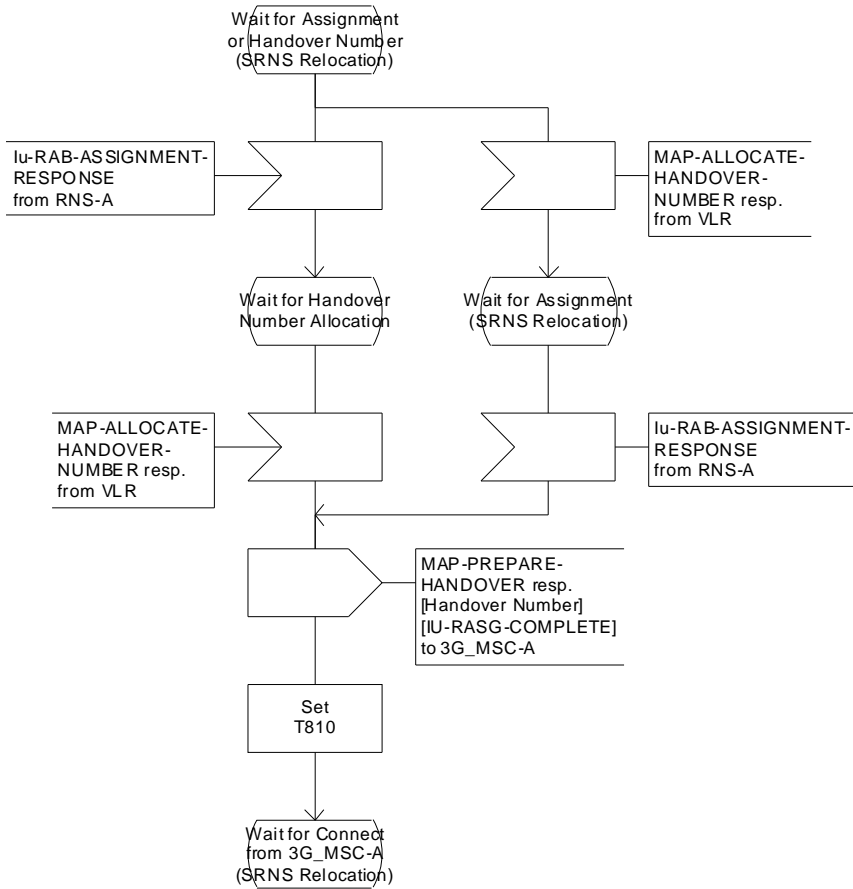 Wait for Assignment
or Handover Number
(SRNS Relocation)
Iu-RAB-ASSIGNMENT-
RESPONSE
from RNS-A
MAP-ALLOCATE-
HANDOVER-
NUMBER resp.
from VLR
Wait for Handover
Number Allocation
Wait for Assignment
(SRNS Relocation)
MAP-ALLOCATE-
HANDOVER-
NUMBER resp.
from VLR
Iu-RAB-ASSIGNMENT-
RESPONSE
from RNS-A
MAP-PREPARE-
HANDOVER resp.
[Handover Number]
[IU-RASG-COMPLETE]
to 3G_MSC-A
Set
T810
Wait for Connect
from 3G_MSC-A
(SRNS Relocation)